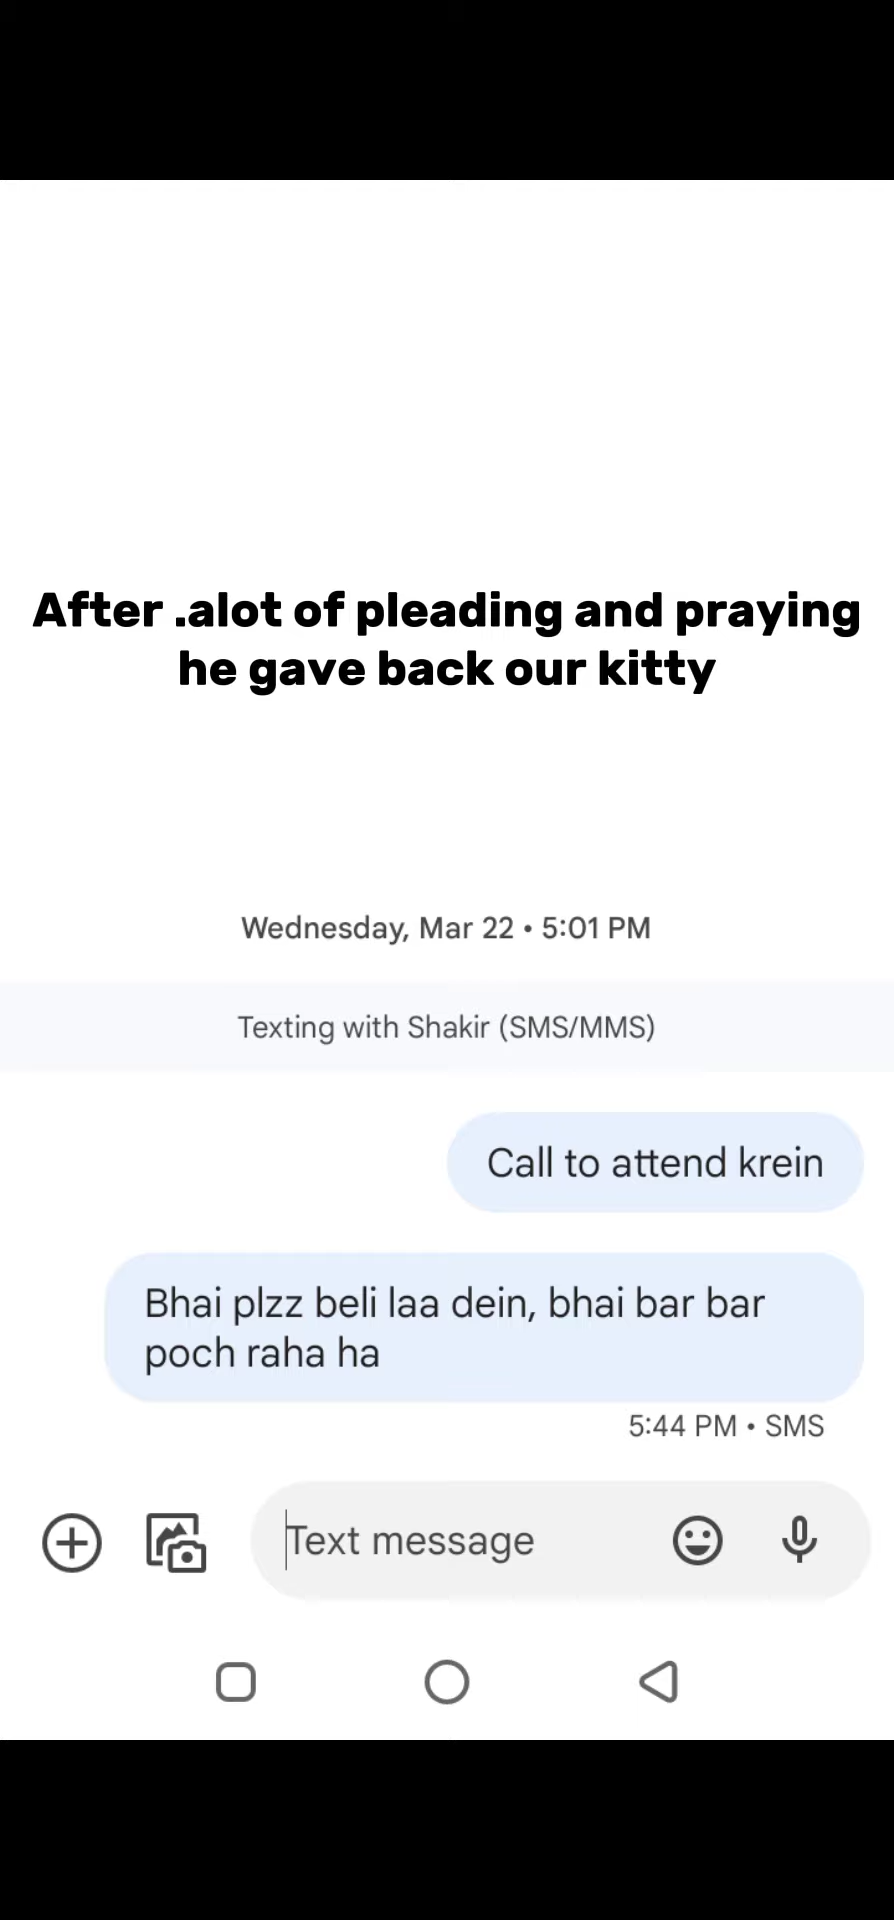 After .alot of pleading and praying
he gave back our kitty
Wednesday, Mar 22 • 5:01 PM
Texting with Shakir (SMS/MMS)
Call to attend krein
Bhai plzz beli laa dein, bhai bar bar
poch raha ha
5:44 PM • SMS
Text message